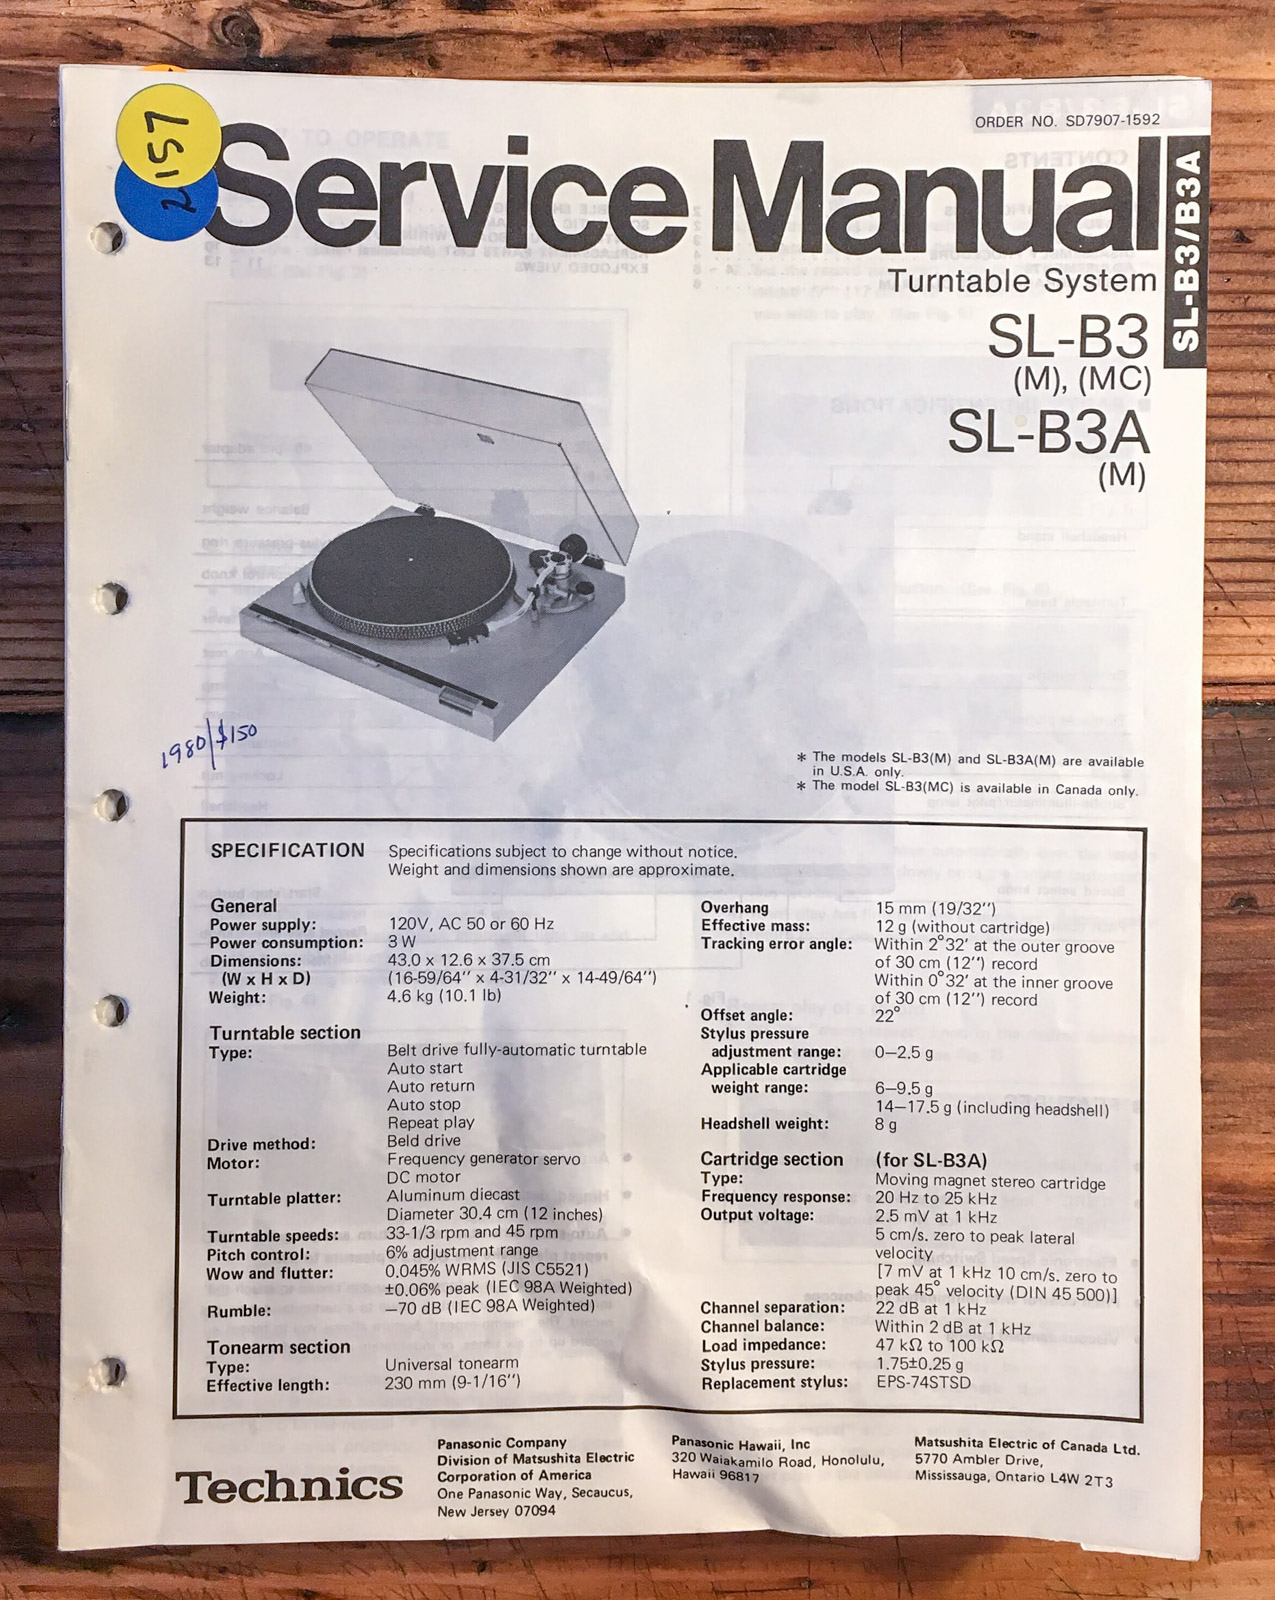 2157
ORDER NO. SD7907-1592
Service Manual
SL-B3/B3A
Turntable System
SL-B3
(M), (MC)
SL-B3A
(M)
1980/$150
* The models SL-B3(M) and SL-B3A(M) are available
in U.S.A. only.
* The model SL-B3(MC) is available in Canada only.
SPECIFICATION Specifications subject to change without notice.
Weight and dimensions shown are approximate.
General
Power supply: 120V, AC 50 or 60 Hz
Power consumption: 3 W
Dimensions: 43.0 x 12.6 x 37.5 cm
(W x H x D) (16-59/64″ x 4-31/32″ x 14-49/64″)
Weight: 4.6 kg (10.1 lb)
Turntable section
Type: Belt drive fully-automatic turntable
Auto start
Auto return
Auto stop
Repeat play
Drive method: Beld drive
Motor: Frequency generator servo
DC motor
Turntable platter: Aluminum diecast
Diameter 30.4 cm (12 inches)
Turntable speeds: 33-1/3 rpm and 45 rpm
Pitch control: 6% adjustment range
Wow and flutter: 0.045% WRMS (JIS C5521)
±0.06% peak (IEC 98A Weighted)
Rumble: −70 dB (IEC 98A Weighted)
Tonearm section
Type: Universal tonearm
Effective length: 230 mm (9-1/16″)
Overhang 15 mm (19/32″)
Effective mass: 12 g (without cartridge)
Tracking error angle: Within 2°32′ at the outer groove
of 30 cm (12″) record
Within 0°32′ at the inner groove
of 30 cm (12″) record
Offset angle: 22°
Stylus pressure
adjustment range: 0—2.5 g
Applicable cartridge
weight range: 6—9.5 g
14—17.5 g (including headshell)
Headshell weight: 8 g
Cartridge section (for SL-B3A)
Type: Moving magnet stereo cartridge
Frequency response: 20 Hz to 25 kHz
Output voltage: 2.5 mV at 1 kHz
5 cm/s. zero to peak lateral
velocity
[7 mV at 1 kHz 10 cm/s. zero to
peak 45° velocity (DIN 45 500)]
Channel separation: 22 dB at 1 kHz
Channel balance: Within 2 dB at 1 kHz
Load impedance: 47 kΩ to 100 kΩ
Stylus pressure: 1.75±0.25 g
Replacement stylus: EPS-74STSD
Technics
Panasonic Company
Division of Matsushita Electric
Corporation of America
One Panasonic Way, Secaucus,
New Jersey 07094
Panasonic Hawaii, Inc
320 Waiakamilo Road, Honolulu,
Hawaii 96817
Matsushita Electric of Canada Ltd.
5770 Ambler Drive,
Mississauga, Ontario L4W 2T3